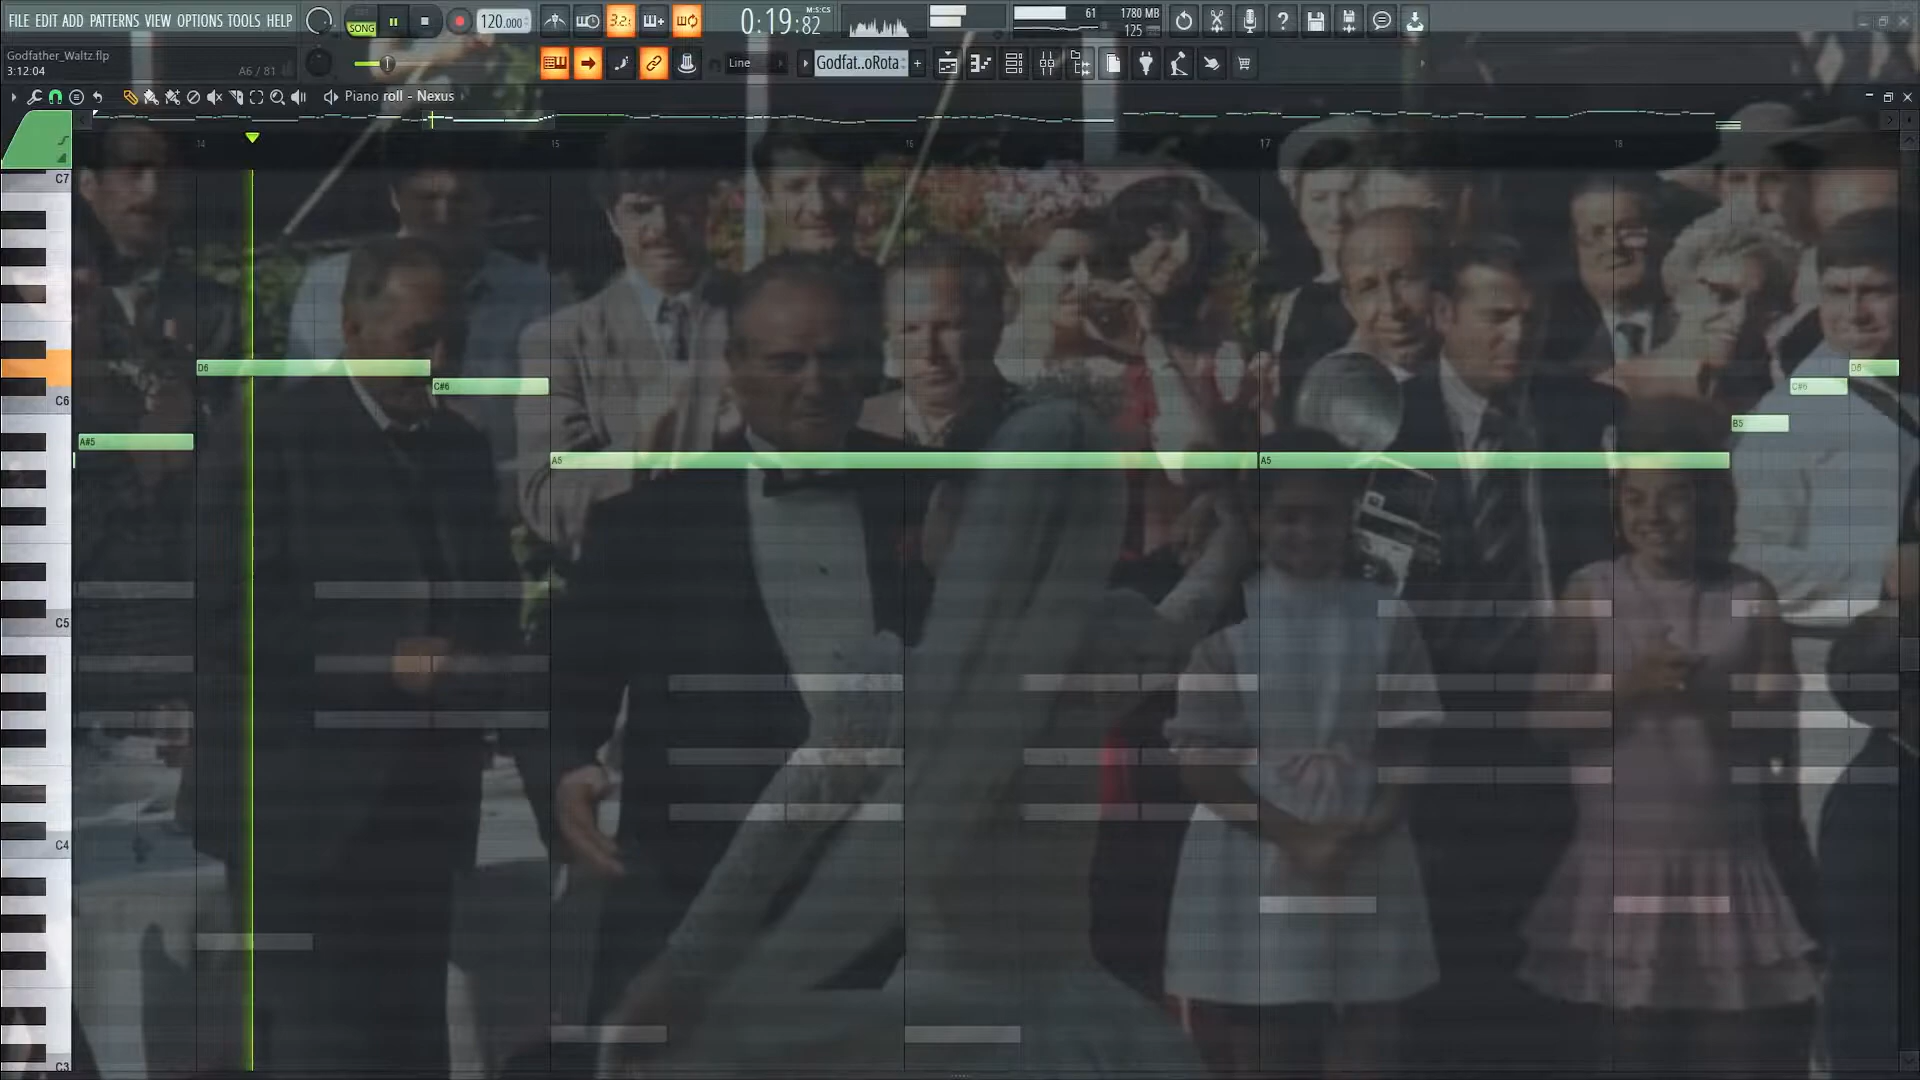 FILE EDIT ADD PATTERNS VIEW OPTIONS TOOLS HELP
SONG
120.000
3.2.
0:19:82
M:S:CS
61
1780 MB
125
Godfather_Waltz.flp
3:12:04
A6 / 81
Line
Godfat..oRota
Piano roll - Nexus
14
15
16
17
18
C7
D6
D6
C#6
C#6
C6
B5
A#5
A5
A5
C5
C4
C3